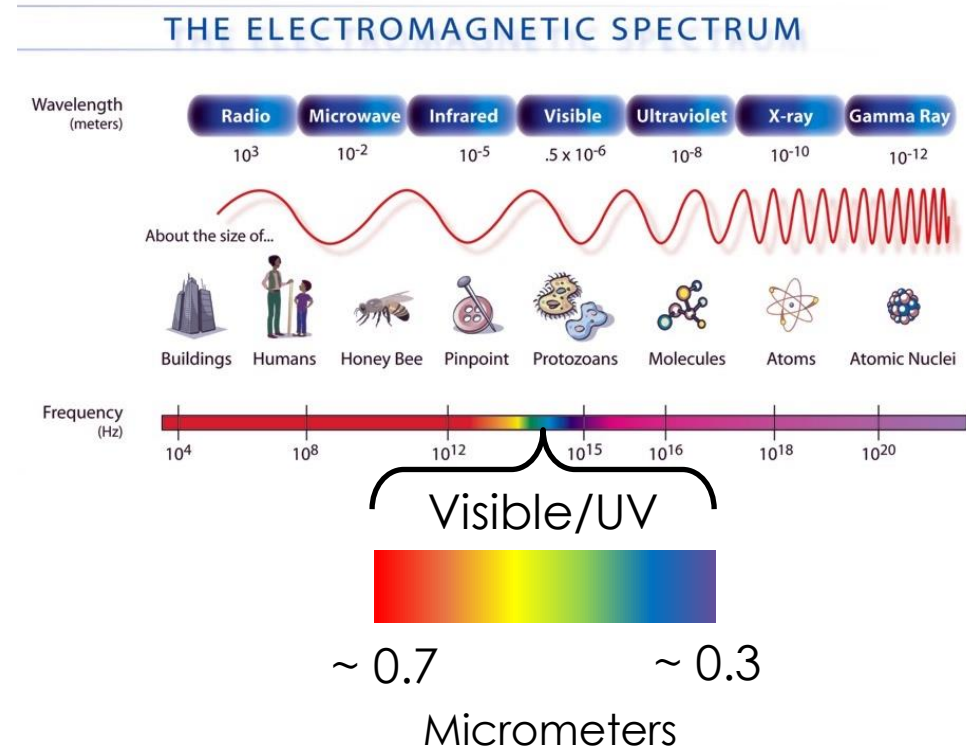 THE ELECTROMAGNETIC SPECTRUM
Wavelength
(meters)
Radio Microwave Infrared Visible Ultraviolet X-ray Gamma Ray
10³ 10⁻² 10⁻⁵ .5 x 10⁻⁶ 10⁻⁸ 10⁻¹⁰ 10⁻¹²
About the size of...
Buildings Humans Honey Bee Pinpoint Protozoans Molecules Atoms Atomic Nuclei
Frequency
(Hz)
10⁴ 10⁸ 10¹² 10¹⁵ 10¹⁶ 10¹⁸ 10²⁰
Visible/UV
~ 0.7 ~ 0.3
Micrometers